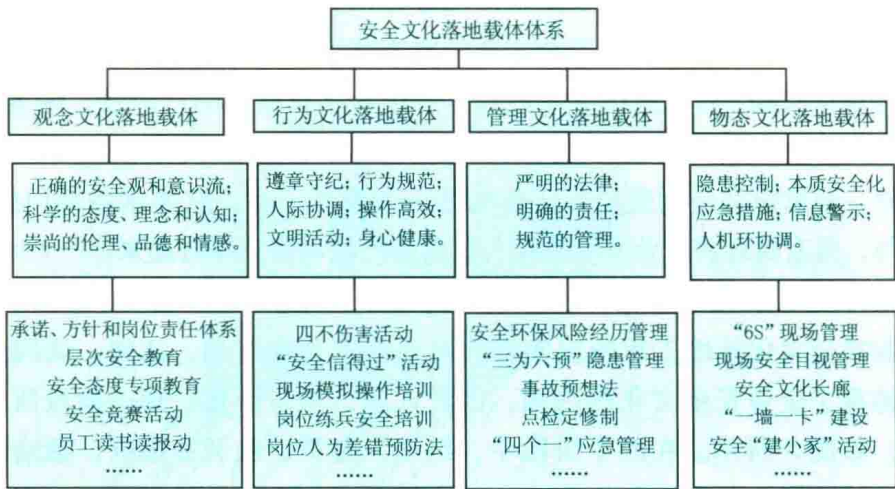 安全文化落地载体体系
观念文化落地载体
行为文化落地载体
管理文化落地载体
物态文化落地载体
正确的安全观和意识流;
科学的态度、理念和认知;
崇尚的伦理、品德和情感。
遵章守纪; 行为规范;
人际协调; 操作高效;
文明活动; 身心健康。
严明的法律;
明确的责任;
规范的管理。
隐患控制; 本质安全化
应急措施; 信息警示;
人机环协调。
承诺、方针和岗位责任体系
层次安全教育
安全态度专项教育
安全竞赛活动
员工读书读报动
……
四不伤害活动
“安全信得过”活动
现场模拟操作培训
岗位练兵安全培训
岗位人为差错预防法
……
安全环保风险经历管理
“三为六预”隐患管理
事故预想法
点检定修制
“四个一”应急管理
……
“6S”现场管理
现场安全目视管理
安全文化长廊
“一墙一卡”建设
安全“建小家”活动
……